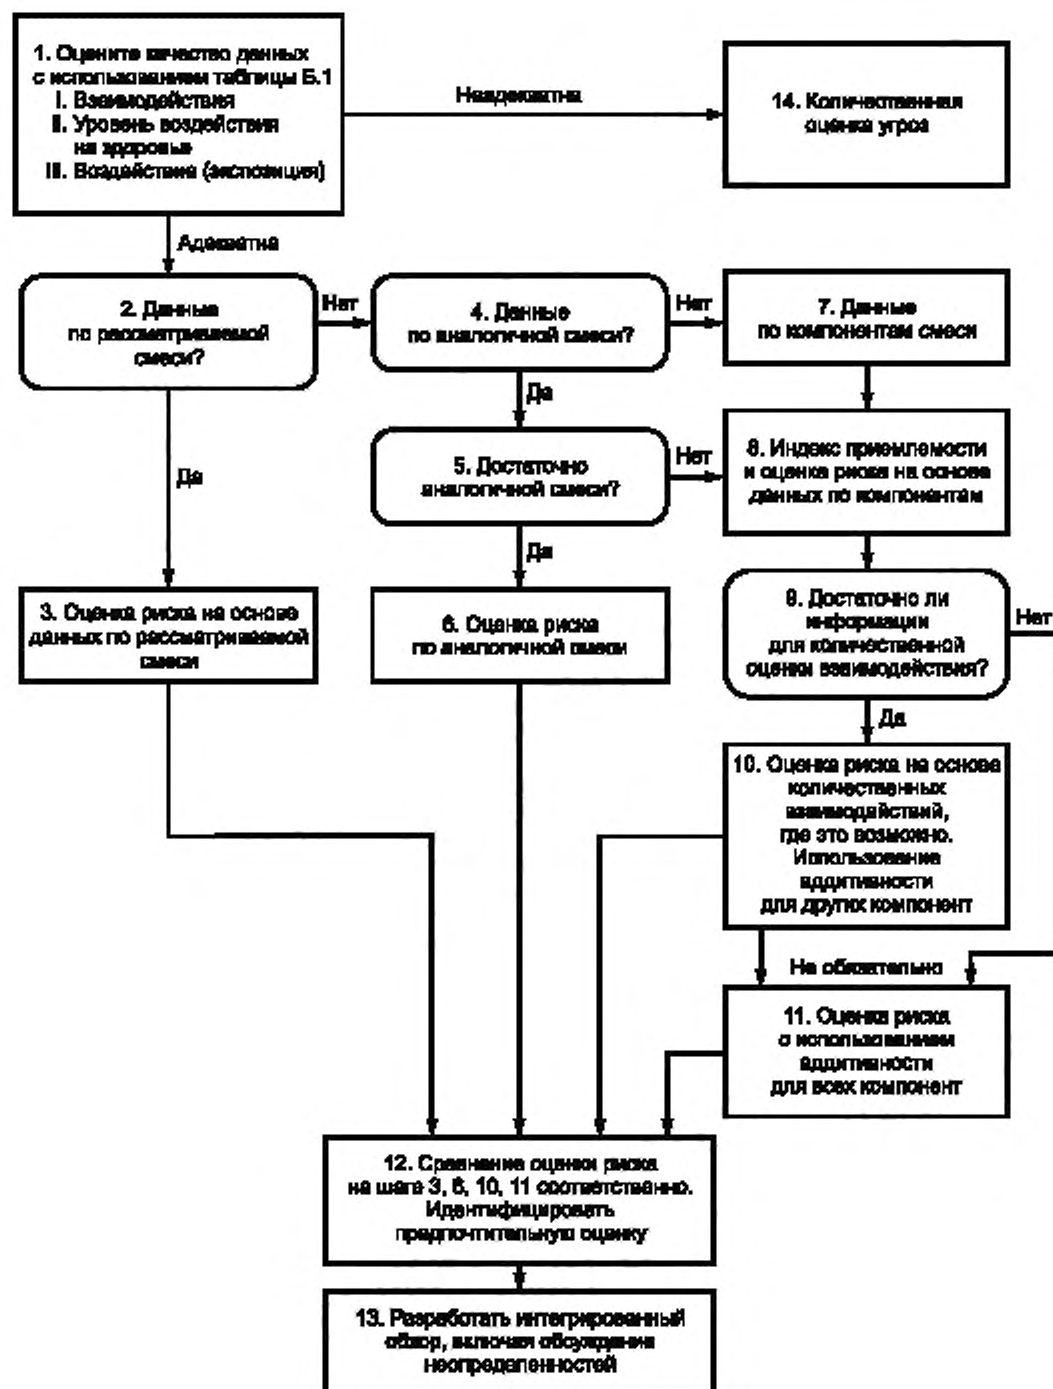 1. Оцените качество данных
с использованием таблицы Б.1
I. Взаимодействия
II. Уровень воздействия
на здоровье
III. Воздействие (экспозиция)
Неадекватна
14. Количественная
оценка угроз
Адекватна
2. Данные
по рассматриваемой
смеси?
Нет
4. Данные
по аналогичной смеси?
Нет
7. Данные
по компонентам смеси
Да
Да
5. Достаточно
аналогичной смеси?
Нет
8. Индекс приемлемости
и оценка риска на основе
данных по компонентам
Да
3. Оценка риска на основе
данных по рассматриваемой
смеси
6. Оценка риска
по аналогичной смеси
9. Достаточно ли
информации
для количественной
оценки взаимодействия?
Нет
Да
10. Оценка риска на основе
количественных
взаимодействий,
где это возможно.
Использование
аддитивности
для других компонент
Не обязательно
11. Оценка риска
с использованием
аддитивности
для всех компонент
12. Сравнение оценки риска
на шаге 3, 6, 10, 11 соответственно.
Идентифицировать
предпочтительную оценку
13. Разработать интегрированный
обзор, включая обсуждения
неопределенностей